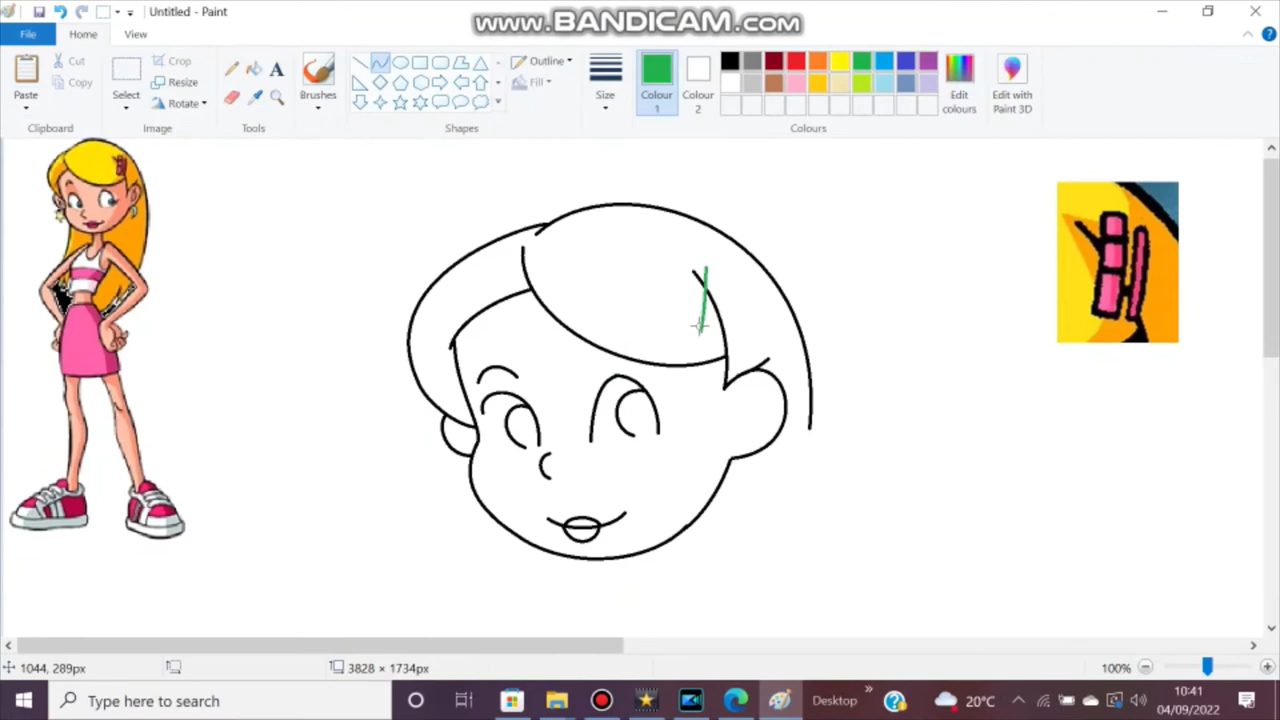 Untitled - Paint
www.BANDICAM.com
File
Home
View
Paste
Cut
Copy
Clipboard
Select
Crop
Resize
Rotate
Image
A
Tools
Brushes
Outline
Fill
Shapes
Size
Colour
1
Colour
2
Edit
colours
Edit with
Paint 3D
Colours
1044, 289px
3828 × 1734px
100%
Type here to search
Desktop
20°C
10:41
04/09/2022